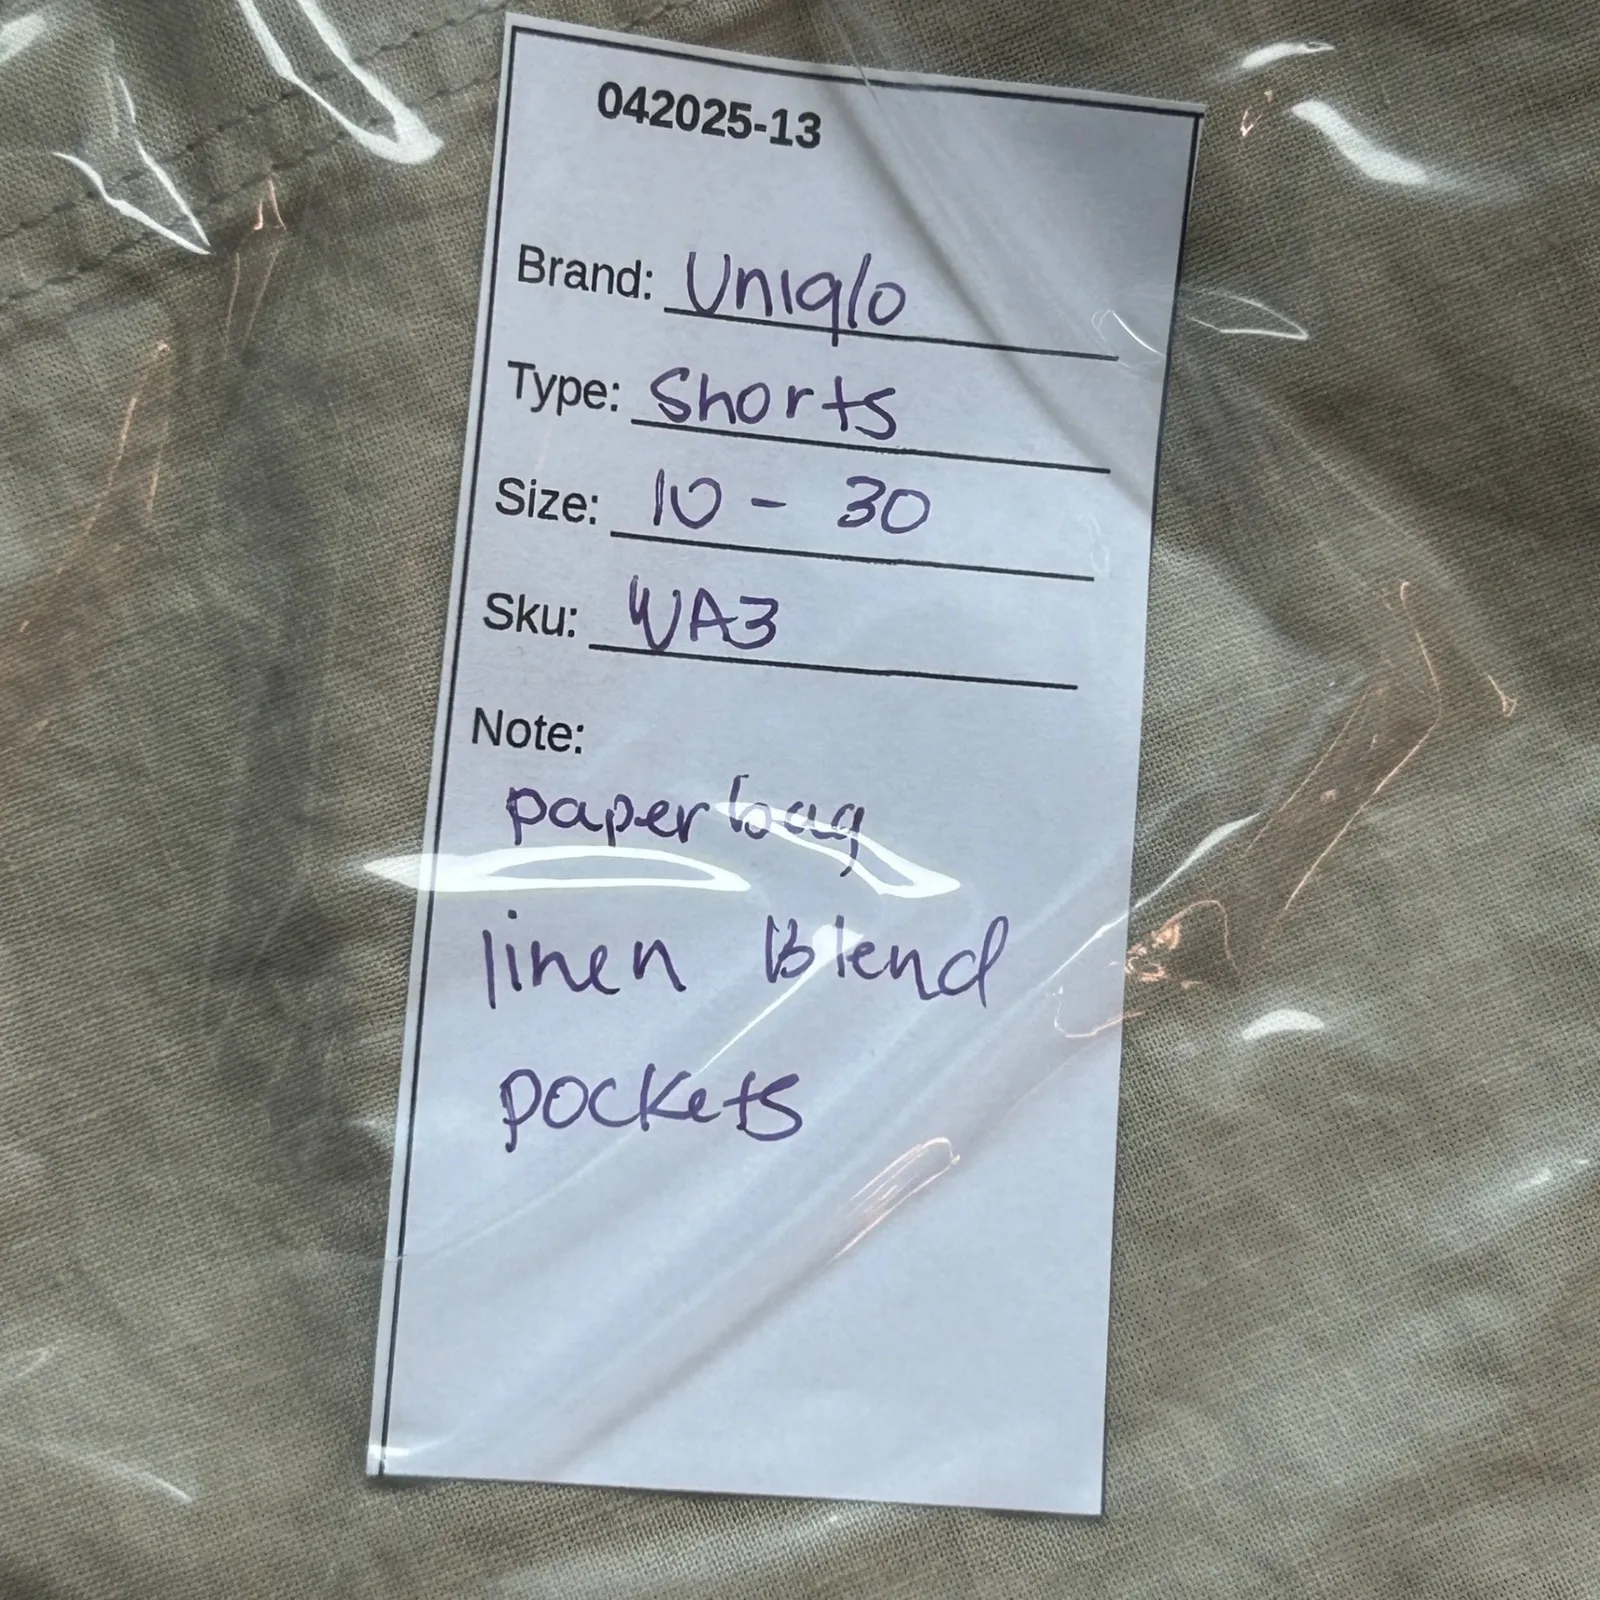 042025-13
Brand: Uniqlo
Type: Shorts
Size: 10 - 30
Sku: WA3
Note:
paperbag
linen Blend
pockets